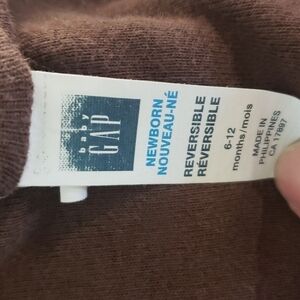 baby
GAP
NEWBORN
NOUVEAU-NÉ
REVERSIBLE
RÉVERSIBLE
6-12
months/mois
MADE IN
PHILIPPINES
CA 17897